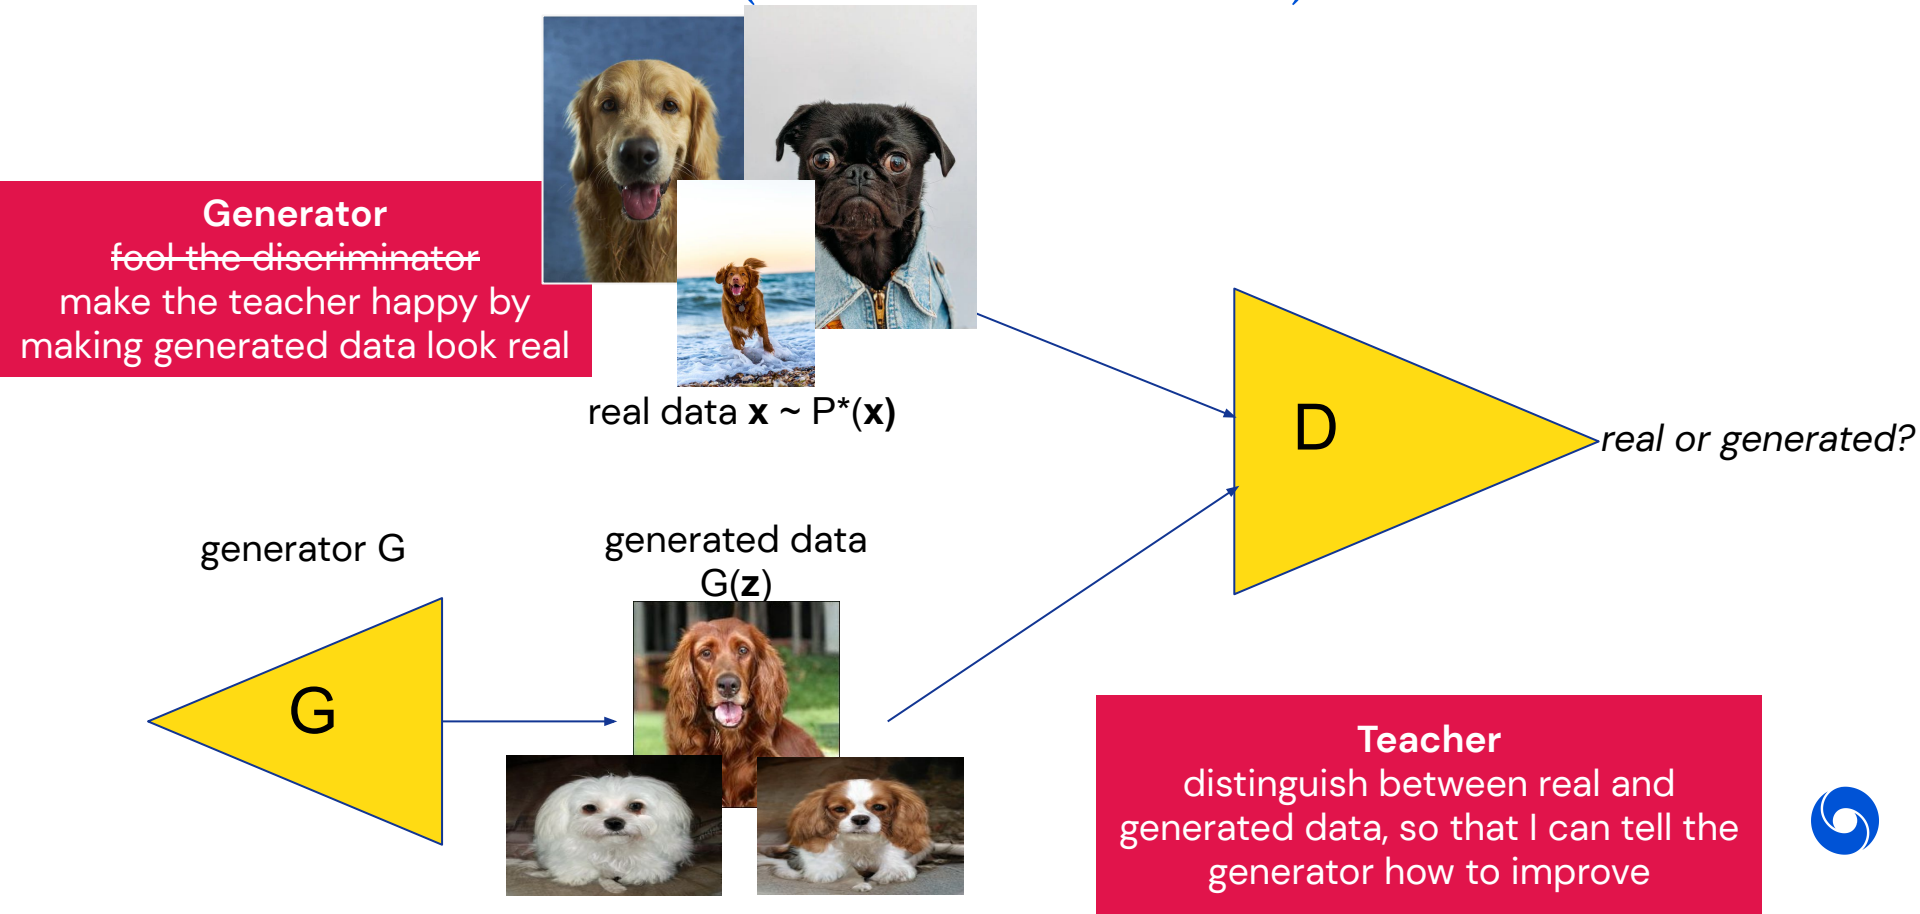 Generator
fool the discriminator
make the teacher happy by
making generated data look real
real data x ~ P*(x)
D
real or generated?
generator G
generated data
G(z)
G
Teacher
distinguish between real and
generated data, so that I can tell the
generator how to improve